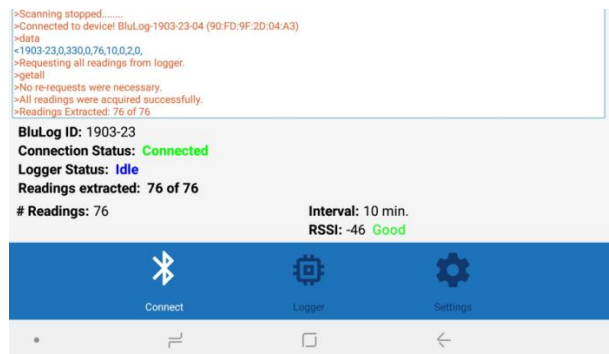 >Scanning stopped........
>Connected to device! BluLog-1903-23-04 (90:FD:9F:2D:04:A3)
>data
<1903-23,0,330,0,76,10,0,2,0,
>Requesting all readings from logger.
>getall
>No re-requests were necessary.
>All readings were acquired successfully.
>Readings Extracted: 76 of 76
BluLog ID: 1903-23
Connection Status: Connected
Logger Status: Idle
Readings extracted: 76 of 76
# Readings: 76
Interval: 10 min.
RSSI: -46 Good
Connect
Logger
Settings